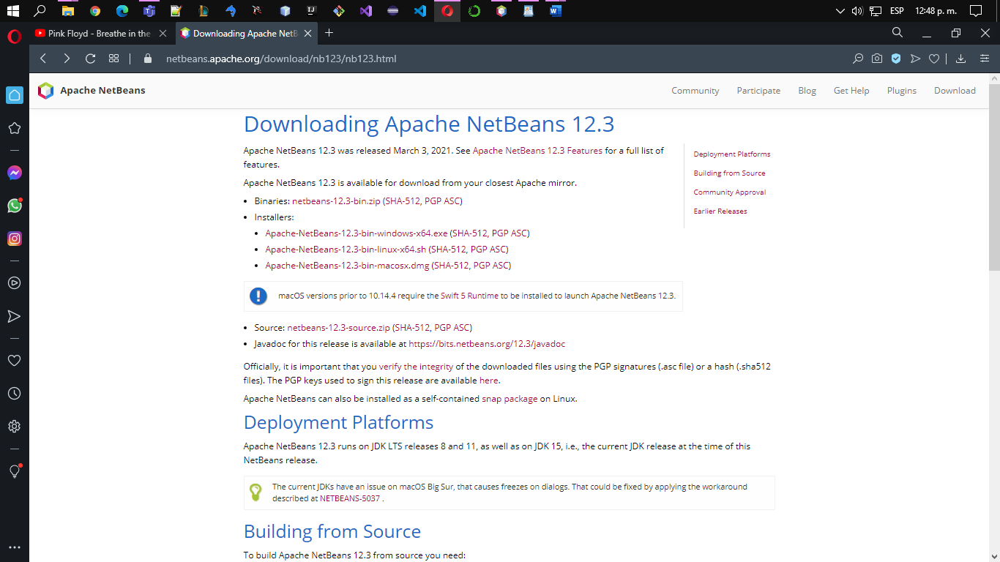 ESP
12:48 p. m.
Pink Floyd - Breathe in the
Downloading Apache NetB
netbeans.apache.org/download/nb123/nb123.html
Apache NetBeans
Community
Participate
Blog
Get Help
Plugins
Download
Downloading Apache NetBeans 12.3
Apache NetBeans 12.3 was released March 3, 2021. See Apache NetBeans 12.3 Features for a full list of
features.
Apache NetBeans 12.3 is available for download from your closest Apache mirror.
• Binaries: netbeans-12.3-bin.zip (SHA-512, PGP ASC)
• Installers:
• Apache-NetBeans-12.3-bin-windows-x64.exe (SHA-512, PGP ASC)
• Apache-NetBeans-12.3-bin-linux-x64.sh (SHA-512, PGP ASC)
• Apache-NetBeans-12.3-bin-macosx.dmg (SHA-512, PGP ASC)
Deployment Platforms
Building from Source
Community Approval
Earlier Releases
macOS versions prior to 10.14.4 require the Swift 5 Runtime to be installed to launch Apache NetBeans 12.3.
• Source: netbeans-12.3-source.zip (SHA-512, PGP ASC)
• Javadoc for this release is available at https://bits.netbeans.org/12.3/javadoc
Officially, it is important that you verify the integrity of the downloaded files using the PGP signatures (.asc file) or a hash (.sha512
files). The PGP keys used to sign this release are available here.
Apache NetBeans can also be installed as a self-contained snap package on Linux.
Deployment Platforms
Apache NetBeans 12.3 runs on JDK LTS releases 8 and 11, as well as on JDK 15, i.e., the current JDK release at the time of this
NetBeans release.
The current JDKs have an issue on macOS Big Sur, that causes freezes on dialogs. That could be fixed by applying the workaround
described at NETBEANS-5037 .
Building from Source
To build Apache NetBeans 12.3 from source you need: